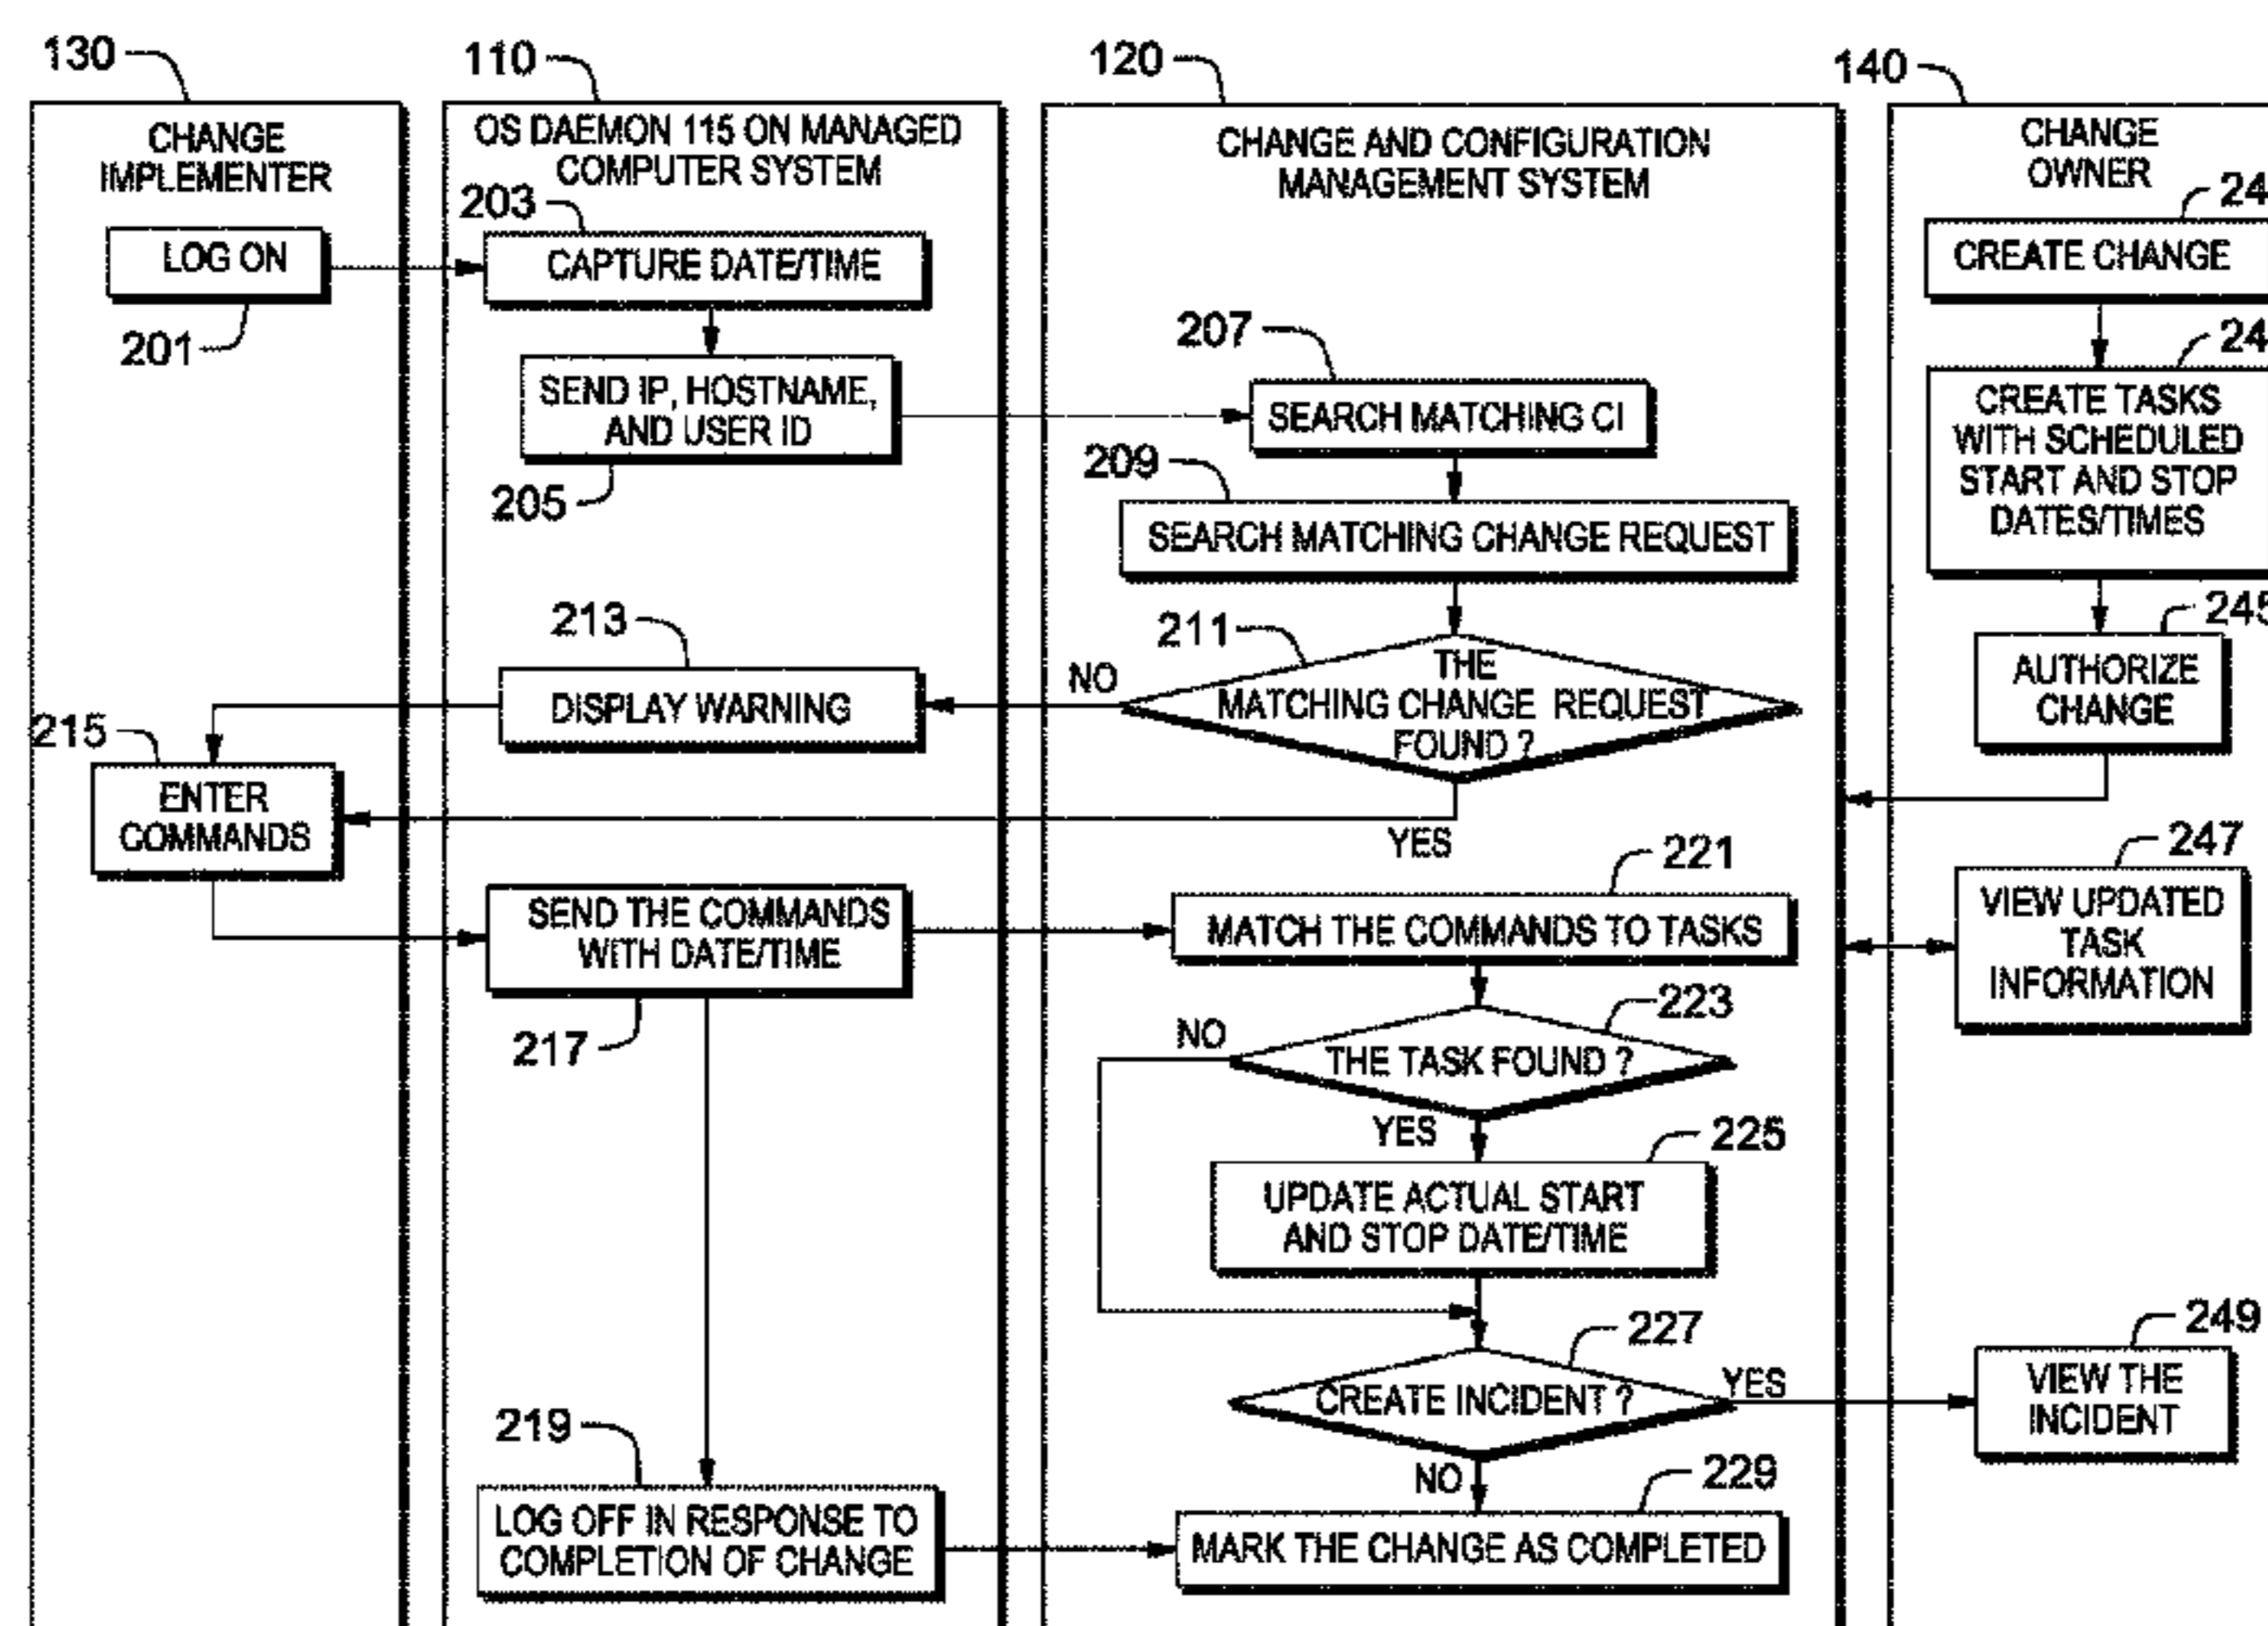 130
110
120
140
CHANGE
IMPLEMENTER
OS DAEMON 115 ON MANAGED
COMPUTER SYSTEM
CHANGE AND CONFIGURATION
MANAGEMENT SYSTEM
CHANGE
OWNER
LOG ON
201
203
CAPTURE DATE/TIME
SEND IP, HOSTNAME,
AND USER ID
205
207
SEARCH MATCHING CI
209
SEARCH MATCHING CHANGE REQUEST
211
THE
MATCHING CHANGE REQUEST
FOUND ?
NO
YES
213
DISPLAY WARNING
215
ENTER
COMMANDS
SEND THE COMMANDS
WITH DATE/TIME
217
221
MATCH THE COMMANDS TO TASKS
223
THE TASK FOUND ?
NO
YES
225
UPDATE ACTUAL START
AND STOP DATE/TIME
227
CREATE INCIDENT ?
YES
NO
219
LOG OFF IN RESPONSE TO
COMPLETION OF CHANGE
229
MARK THE CHANGE AS COMPLETED
24
CREATE CHANGE
24
CREATE TASKS
WITH SCHEDULED
START AND STOP
DATES/TIMES
245
AUTHORIZE
CHANGE
247
VIEW UPDATED
TASK
INFORMATION
249
VIEW THE
INCIDENT